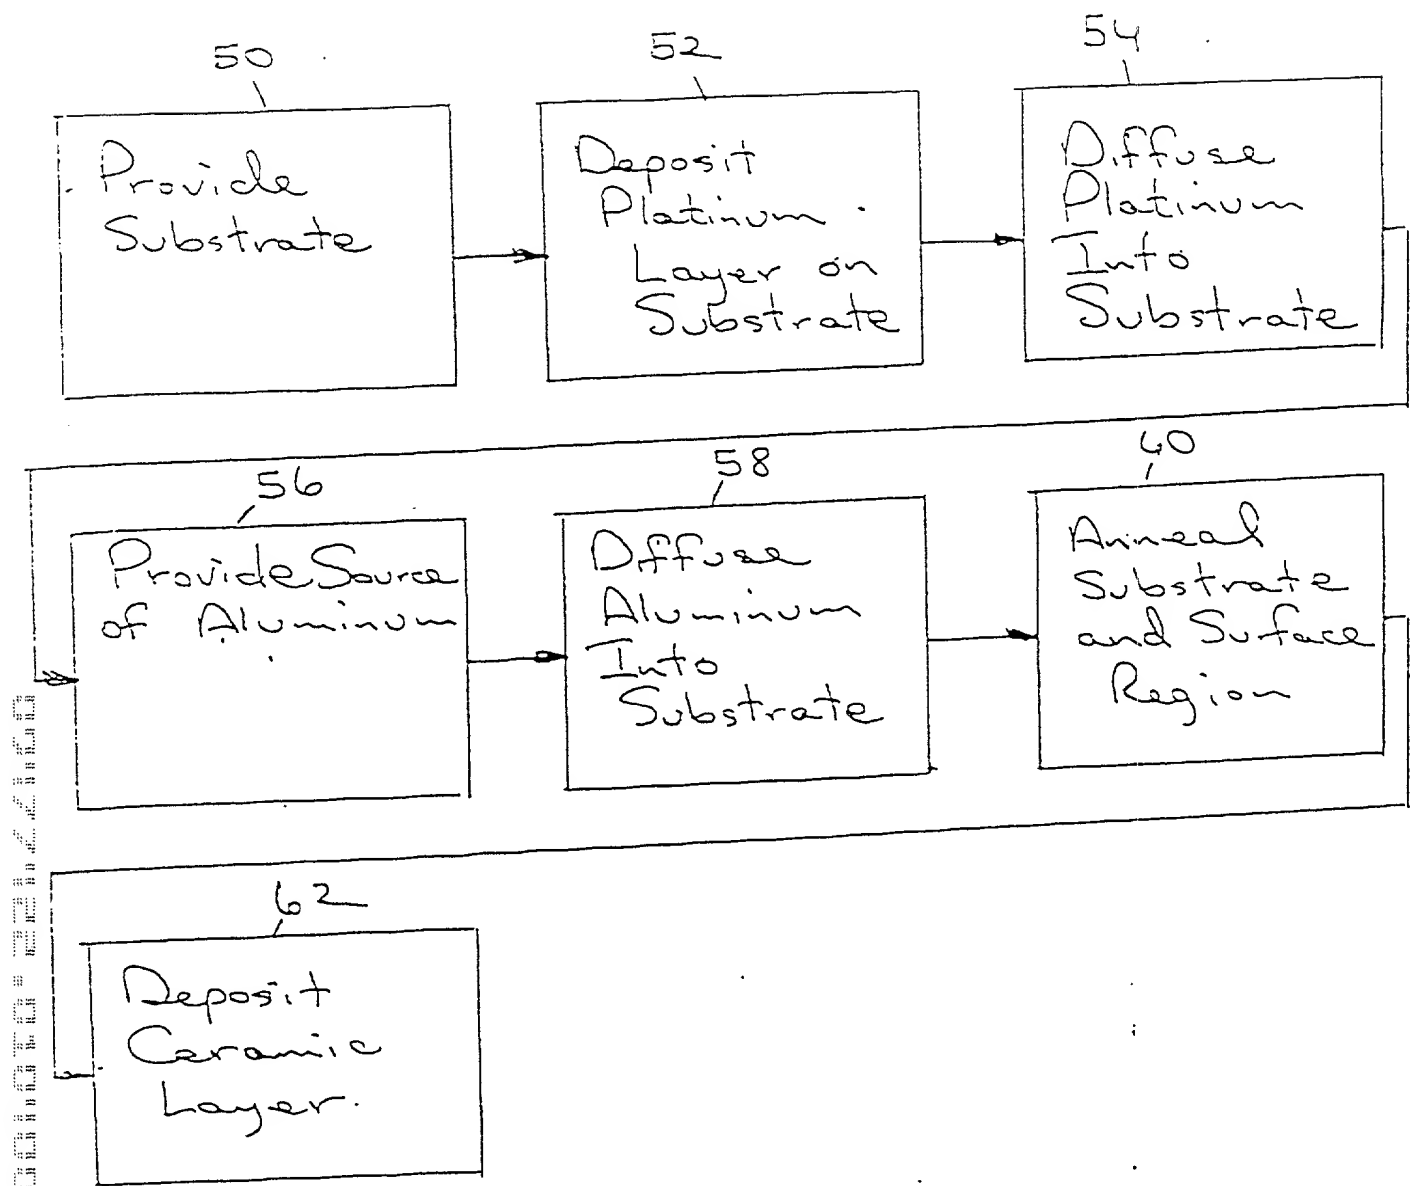 50
52
54
Provide
Substrate
Deposit
Platinum
Layer on
Substrate
Diffuse
Platinum
Into
Substrate
56
58
60
Provide Source
of Aluminum
Diffuse
Aluminum
Into
Substrate
Anneal
Substrate
and Suface
Region
62
Deposit
Ceramic
Layer.